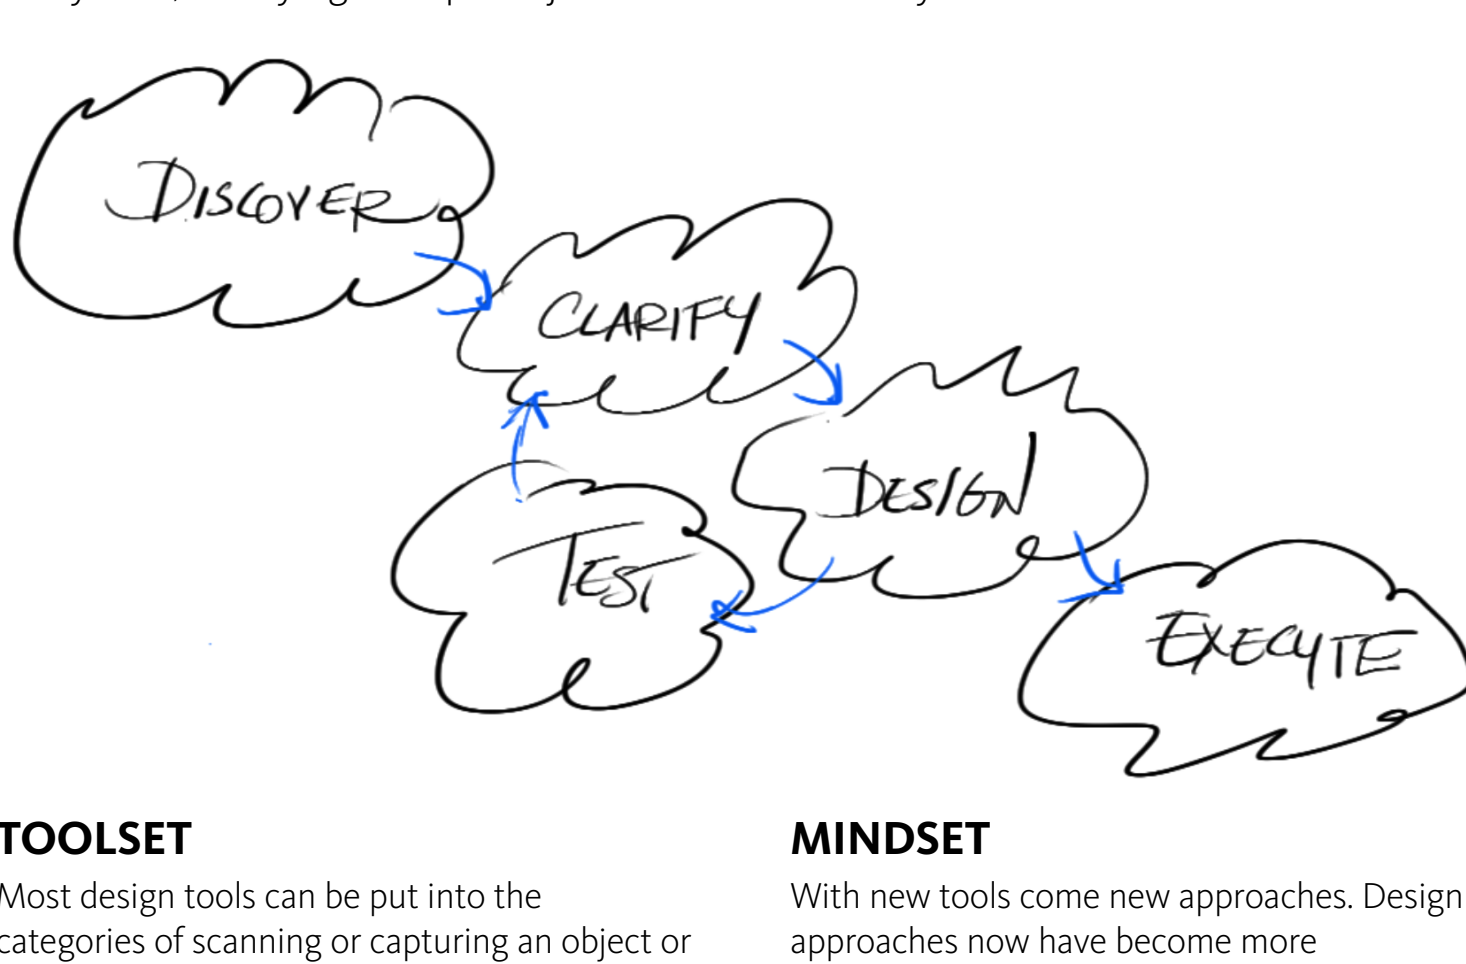 DISCOVER
CLARIFY
DESIGN
TEST
EXECUTE
TOOLSET
Most design tools can be put into the
categories of scanning or capturing an object or
MINDSET
With new tools come new approaches. Design
approaches now have become more